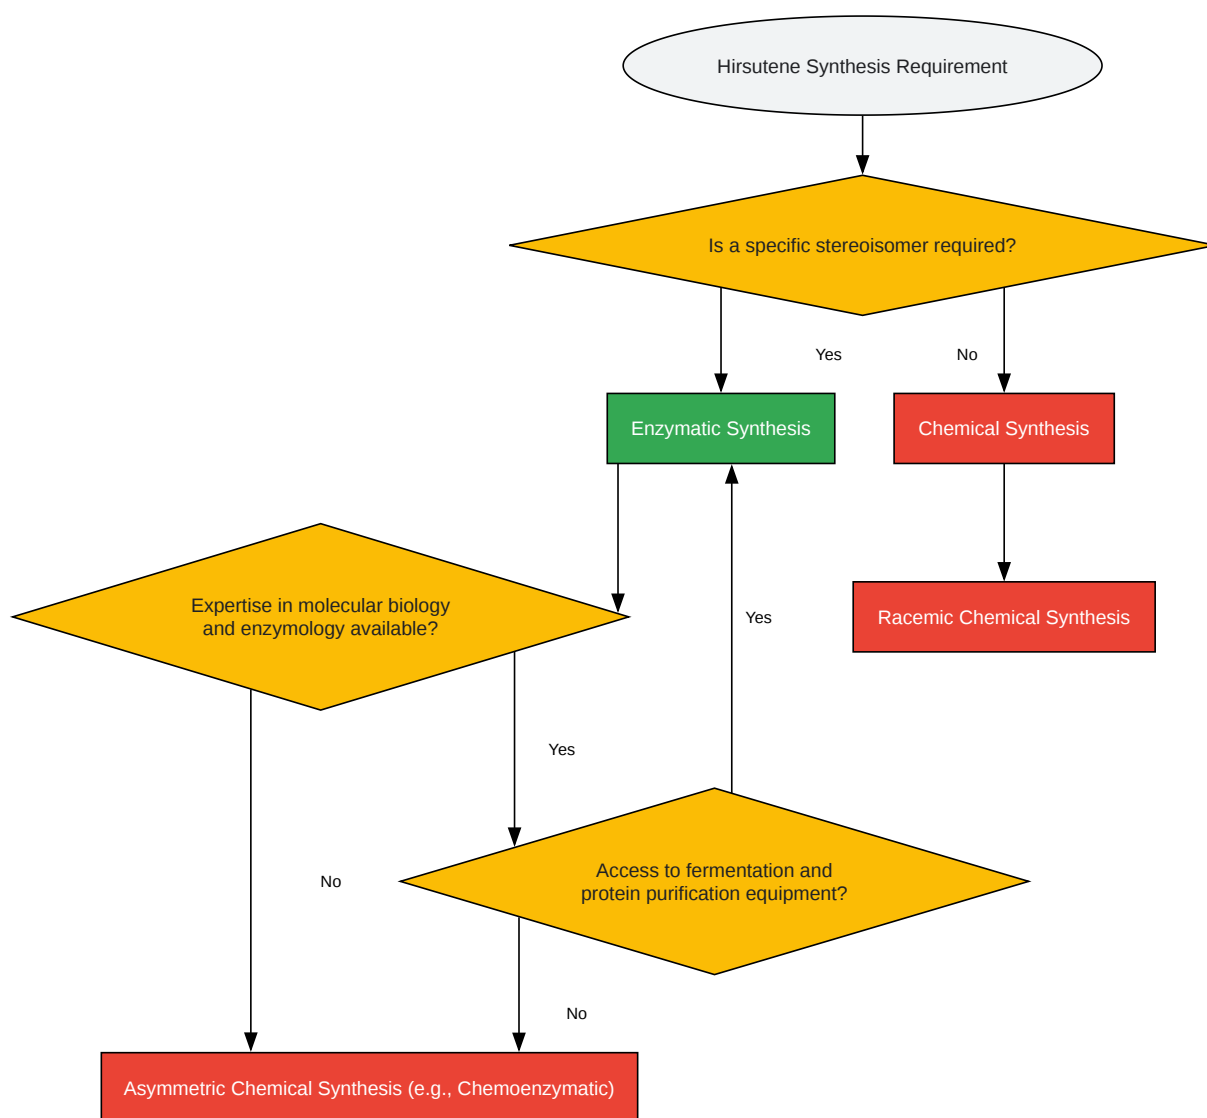 Hirsutene Synthesis Requirement
Is a specific stereoisomer required?
Yes
No
Enzymatic Synthesis
Chemical Synthesis
Expertise in molecular biology
and enzymology available?
Yes
Racemic Chemical Synthesis
Yes
Access to fermentation and
protein purification equipment?
No
No
Asymmetric Chemical Synthesis (e.g., Chemoenzymatic)